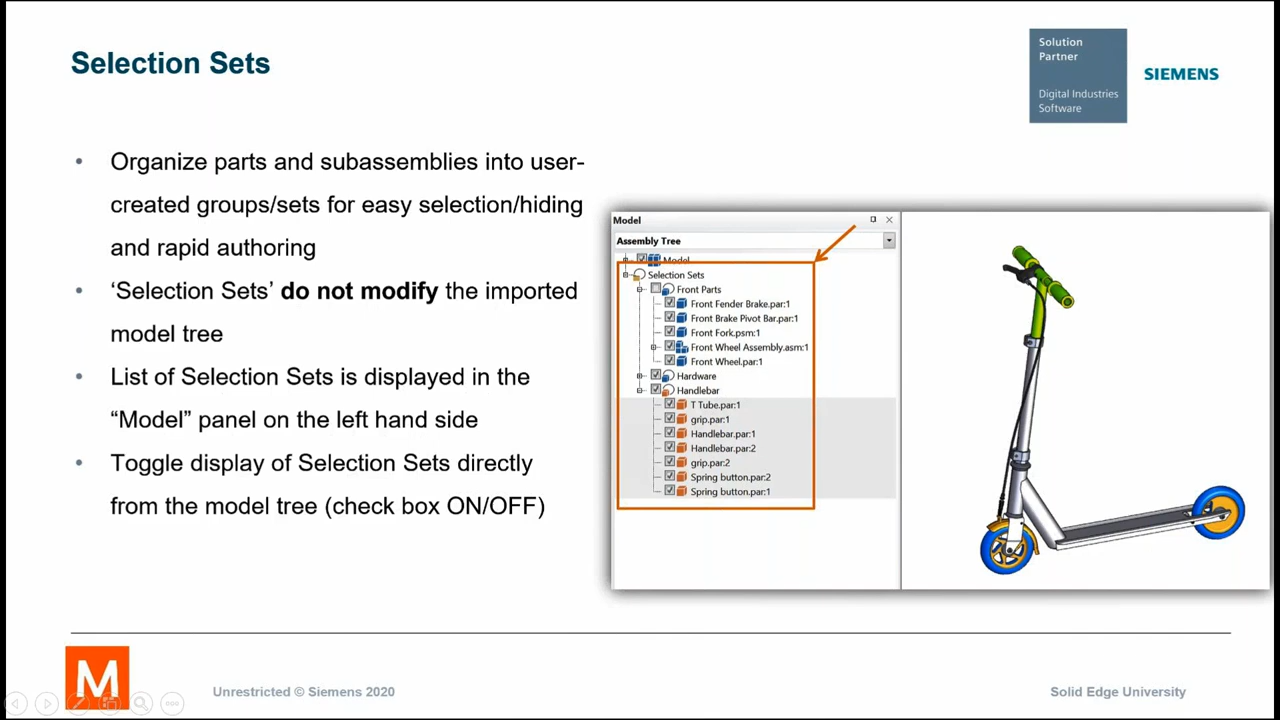 Selection Sets
Solution
Partner
Digital Industries
Software
SIEMENS
• Organize parts and subassemblies into user-
created groups/sets for easy selection/hiding
and rapid authoring
• ‘Selection Sets’ do not modify the imported
model tree
• List of Selection Sets is displayed in the
“Model” panel on the left hand side
• Toggle display of Selection Sets directly
from the model tree (check box ON/OFF)
Model
Assembly Tree
Model
Selection Sets
Front Parts
Front Fender Brake.par:1
Front Brake Pivot Bar.par:1
Front Fork.psm:1
Front Wheel Assembly.asm:1
Front Wheel.par:1
Hardware
Handlebar
T Tube.par:1
grip.par:1
Handlebar.par:1
Handlebar.par:2
grip.par:2
Spring button.par:2
Spring button.par:1
M
Unrestricted © Siemens 2020
Solid Edge University